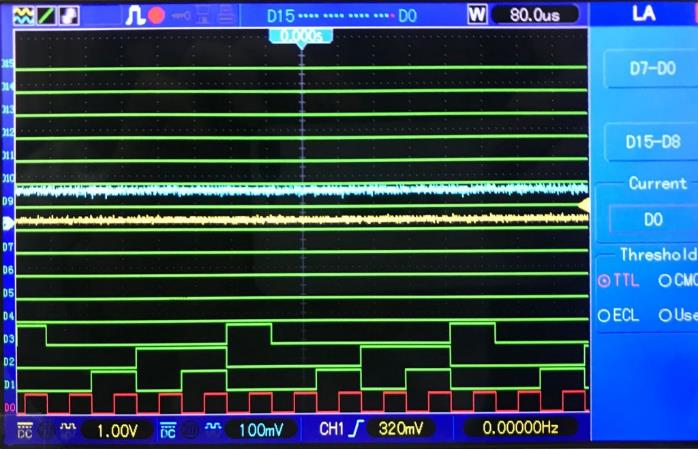 D15 D0 W 80.0us LA
0.000s
D15
D14
D13
D12
D11
D10
D9
D7
D6
D5
D4
D3
D2
D1
D0
D7-D0
D15-D8
Current
D0
Threshold
TTL CMO
ECL Use
DC 1.00V DC 100mV CH1 320mV 0.00000Hz